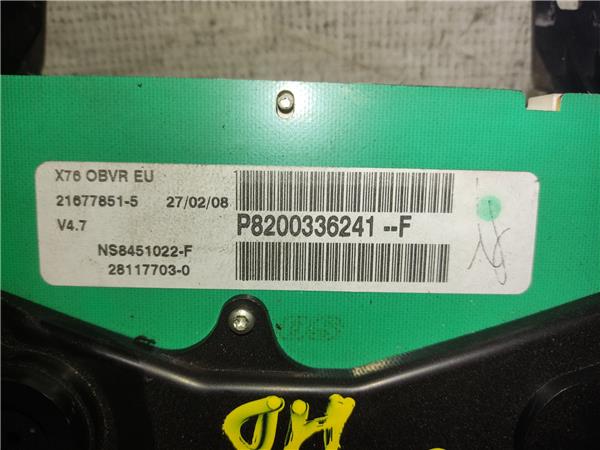 X76 OBVR EU
21677851-5 27/02/08
V4.7
P8200336241--F
NS8451022-F
28117703-0